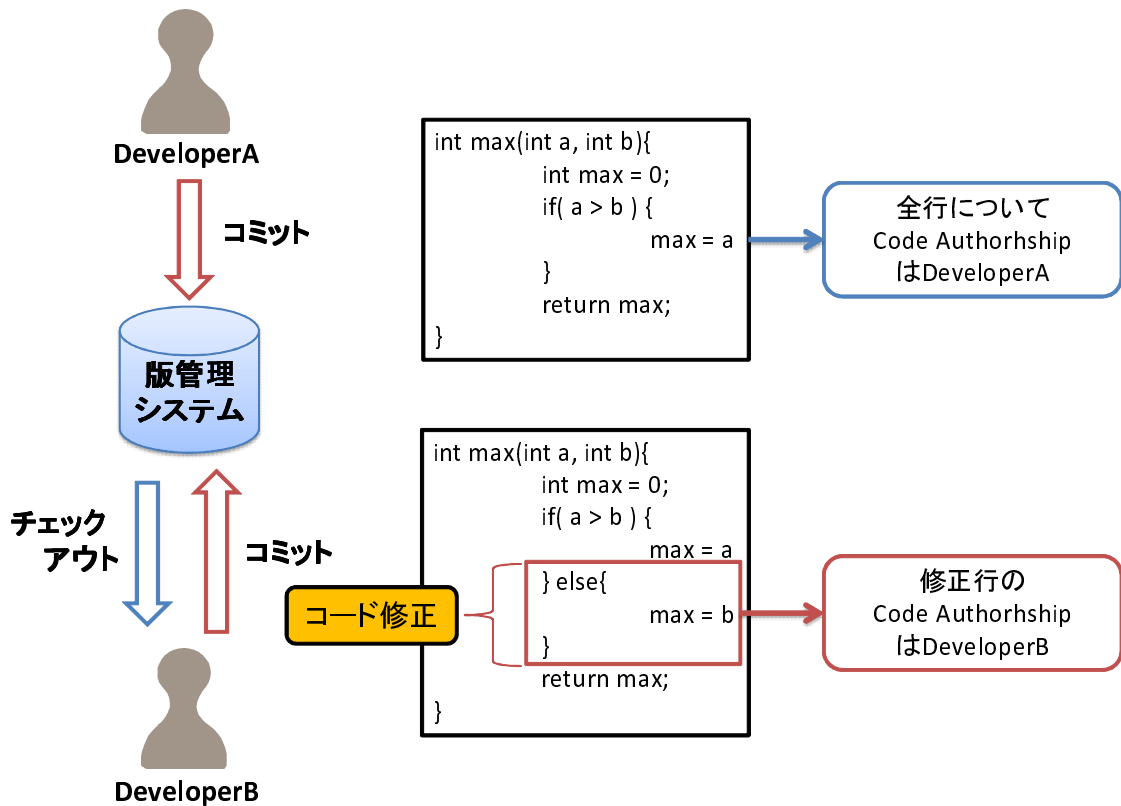 DeveloperA
コミット
版管理
システム
チェック
アウト
コミット
DeveloperB
int max(int a, int b){
int max = 0;
if( a > b ) {
max = a
}
return max;
}
全行について
Code Authorhship
はDeveloperA
int max(int a, int b){
int max = 0;
if( a > b ) {
max = a
} else{
max = b
}
return max;
}
コード修正
修正行の
Code Authorhship
はDeveloperB